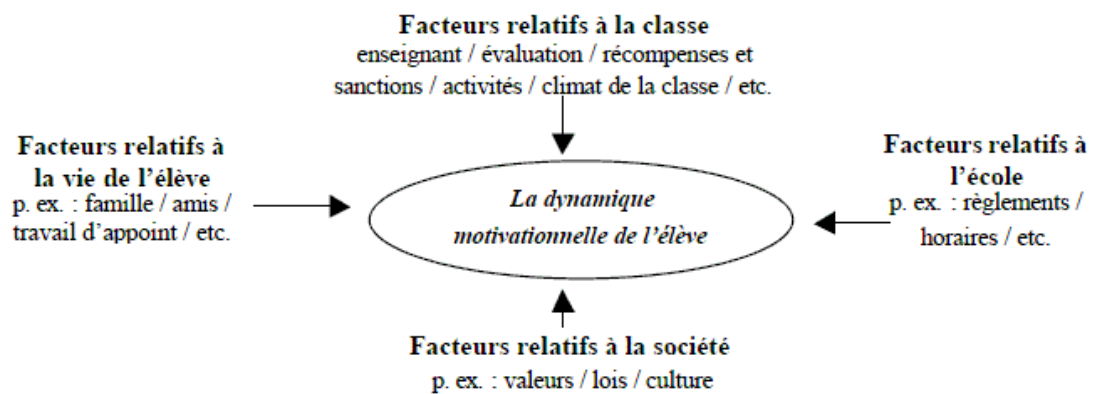 Facteurs relatifs à la classe
enseignant / évaluation / récompenses et
sanctions / activités / climat de la classe / etc.
Facteurs relatifs à
la vie de l’élève
p. ex. : famille / amis /
travail d’appoint / etc.
La dynamique
motivationnelle de l’élève
Facteurs relatifs à
l’école
p. ex. : règlements /
horaires / etc.
Facteurs relatifs à la société
p. ex. : valeurs / lois / culture